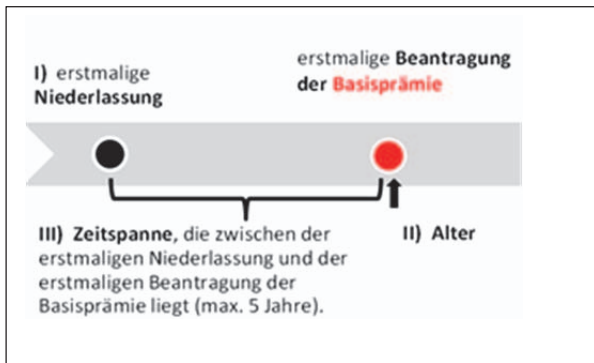 I) erstmalige
Niederlassung
erstmalige Beantragung
der Basisprämie
III) Zeitspanne, die zwischen der
erstmaligen Niederlassung und der
erstmaligen Beantragung der
Basisprämie liegt (max. 5 Jahre).
II) Alter